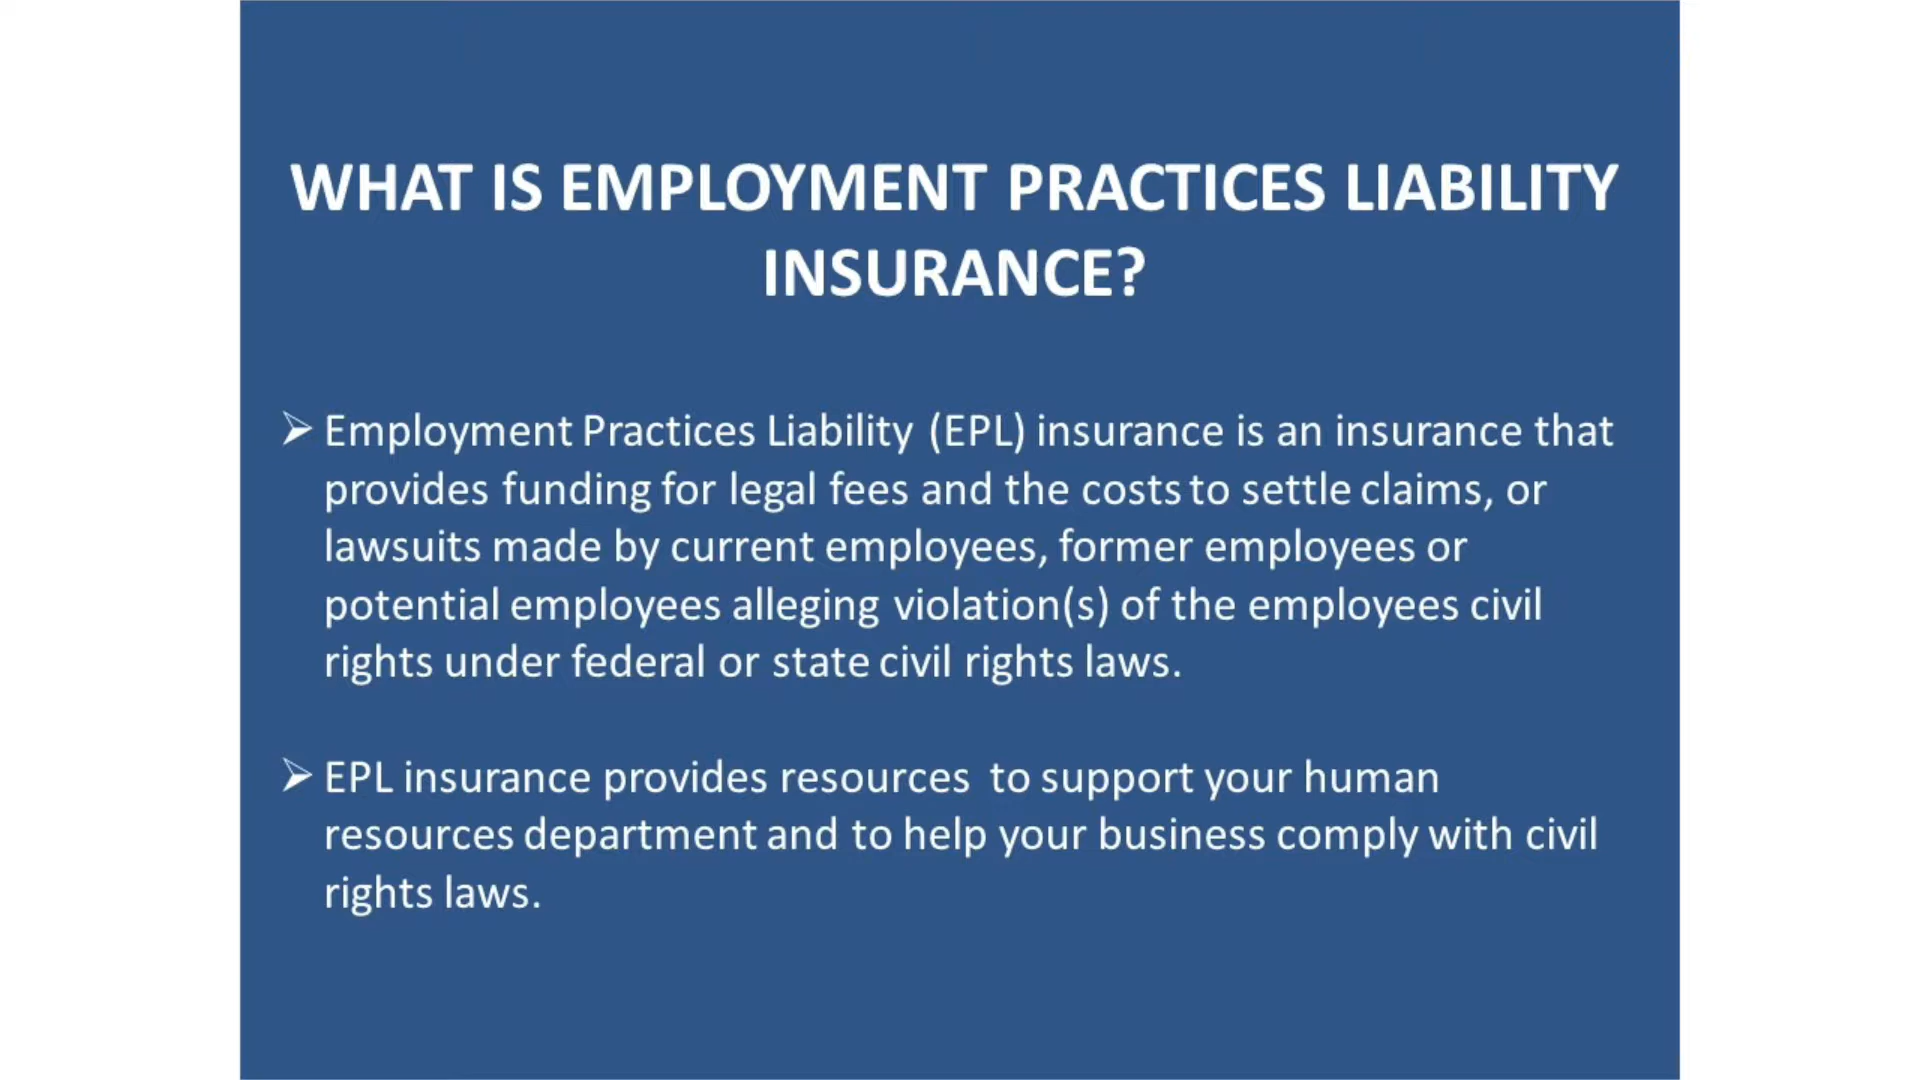 WHAT IS EMPLOYMENT PRACTICES LIABILITY
INSURANCE?
➢ Employment Practices Liability (EPL) insurance is an insurance that
provides funding for legal fees and the costs to settle claims, or
lawsuits made by current employees, former employees or
potential employees alleging violation(s) of the employees civil
rights under federal or state civil rights laws.
➢ EPL insurance provides resources to support your human
resources department and to help your business comply with civil
rights laws.